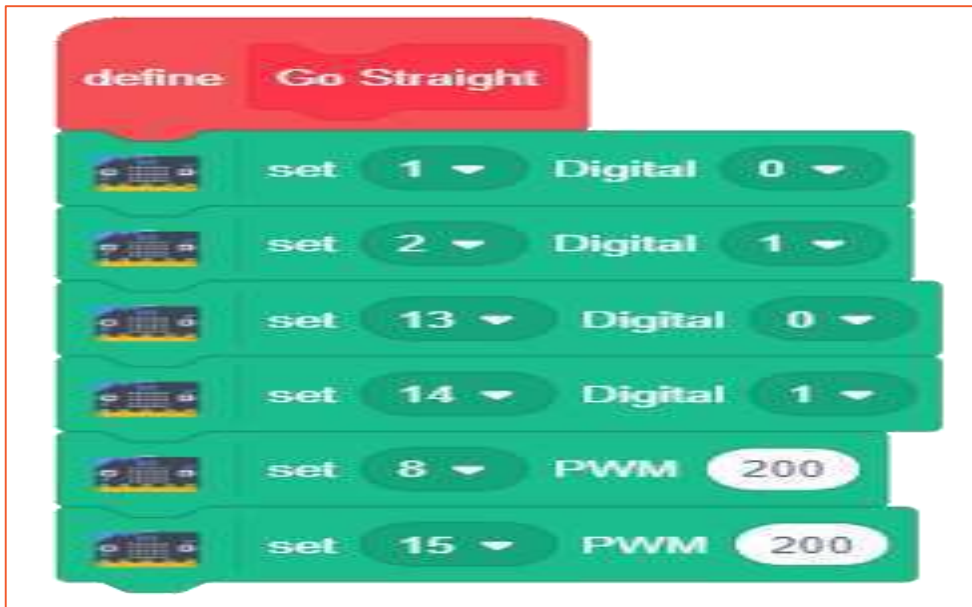 define Go Straight
set 1 Digital 0
set 2 Digital 1
set 13 Digital 0
set 14 Digital 1
set 8 PWM 200
set 15 PWM 200